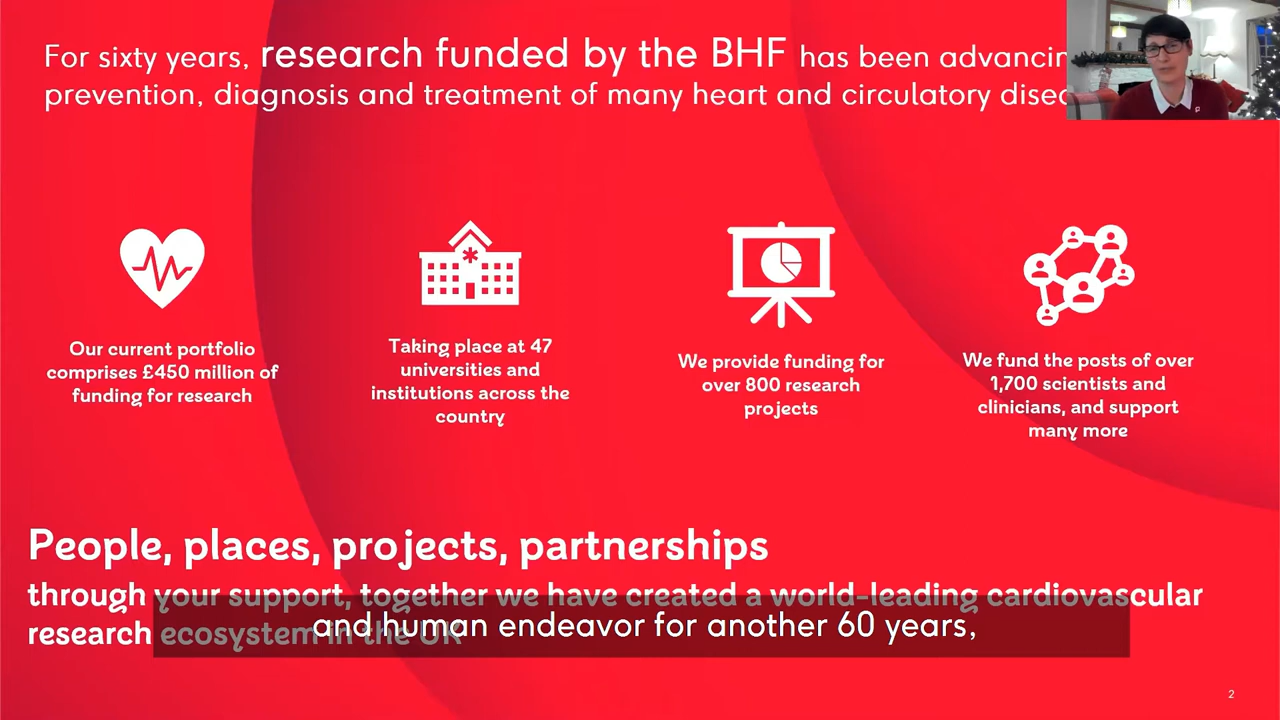 For sixty years, research funded by the BHF has been
prevention, diagnosis and treatment of many heart and circulatory
Our current portfolio
comprises £450 million of
funding for research
Taking place at 47
universities and
institutions across the
country
We provide funding for
over 800 research
projects
We fund the posts of over
1,700 scientists and
clinicians, and support
many more
People, places, projects, partnerships
through your support, together we have created a world-leading cardiovascular
research ecosystem in the UK
and human endeavor for another 60 years,
2